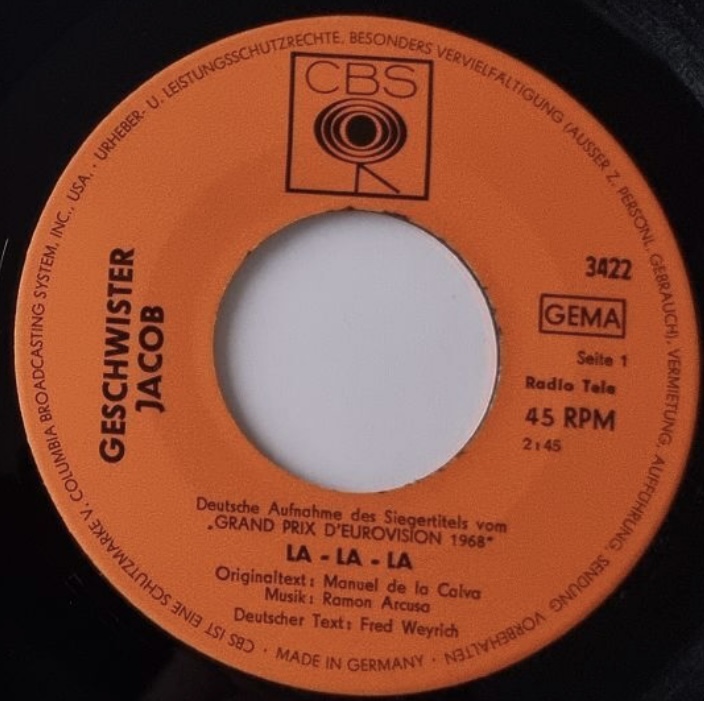 COLUMBIA BROADCASTING SYSTEM, INC., USA. · URHEBER- U. LEISTUNGSSCHUTZRECHTE, BESONDERS VERVIELFÄLTIGUNG (AUSSER Z. PERSÖNL. GEBRAUCH), VERMIETUNG, AUFFÜHRUNG, SENDUNG VORBEHALTEN · MADE IN GERMANY · CBS IST EINE SCHUTZMARKE V.
CBS
GESCHWISTER
JACOB
3422
GEMA
Seite 1
Radio Tele
45 RPM
2:45
Deutsche Aufnahme des Siegertitels vom
„GRAND PRIX D'EUROVISION 1968"
LA - LA - LA
Originaltext: Manuel de la Calva
Musik: Ramon Arcusa
Deutscher Text: Fred Weyrich